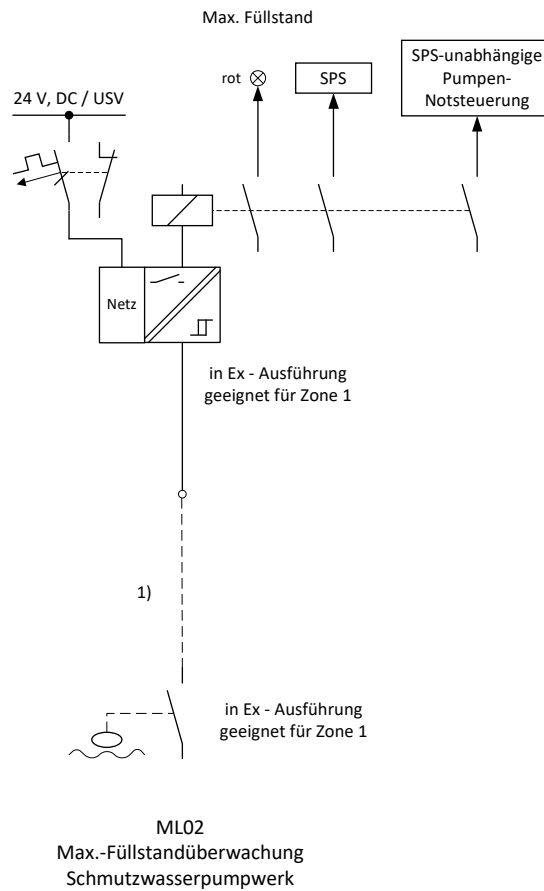 Max. Füllstand
rot
SPS
SPS-unabhängige
Pumpen-
Notsteuerung
24 V, DC / USV
Netz
in Ex - Ausführung
geeignet für Zone 1
1)
in Ex - Ausführung
geeignet für Zone 1
ML02
Max.-Füllstandüberwachung
Schmutzwasserpumpwerk